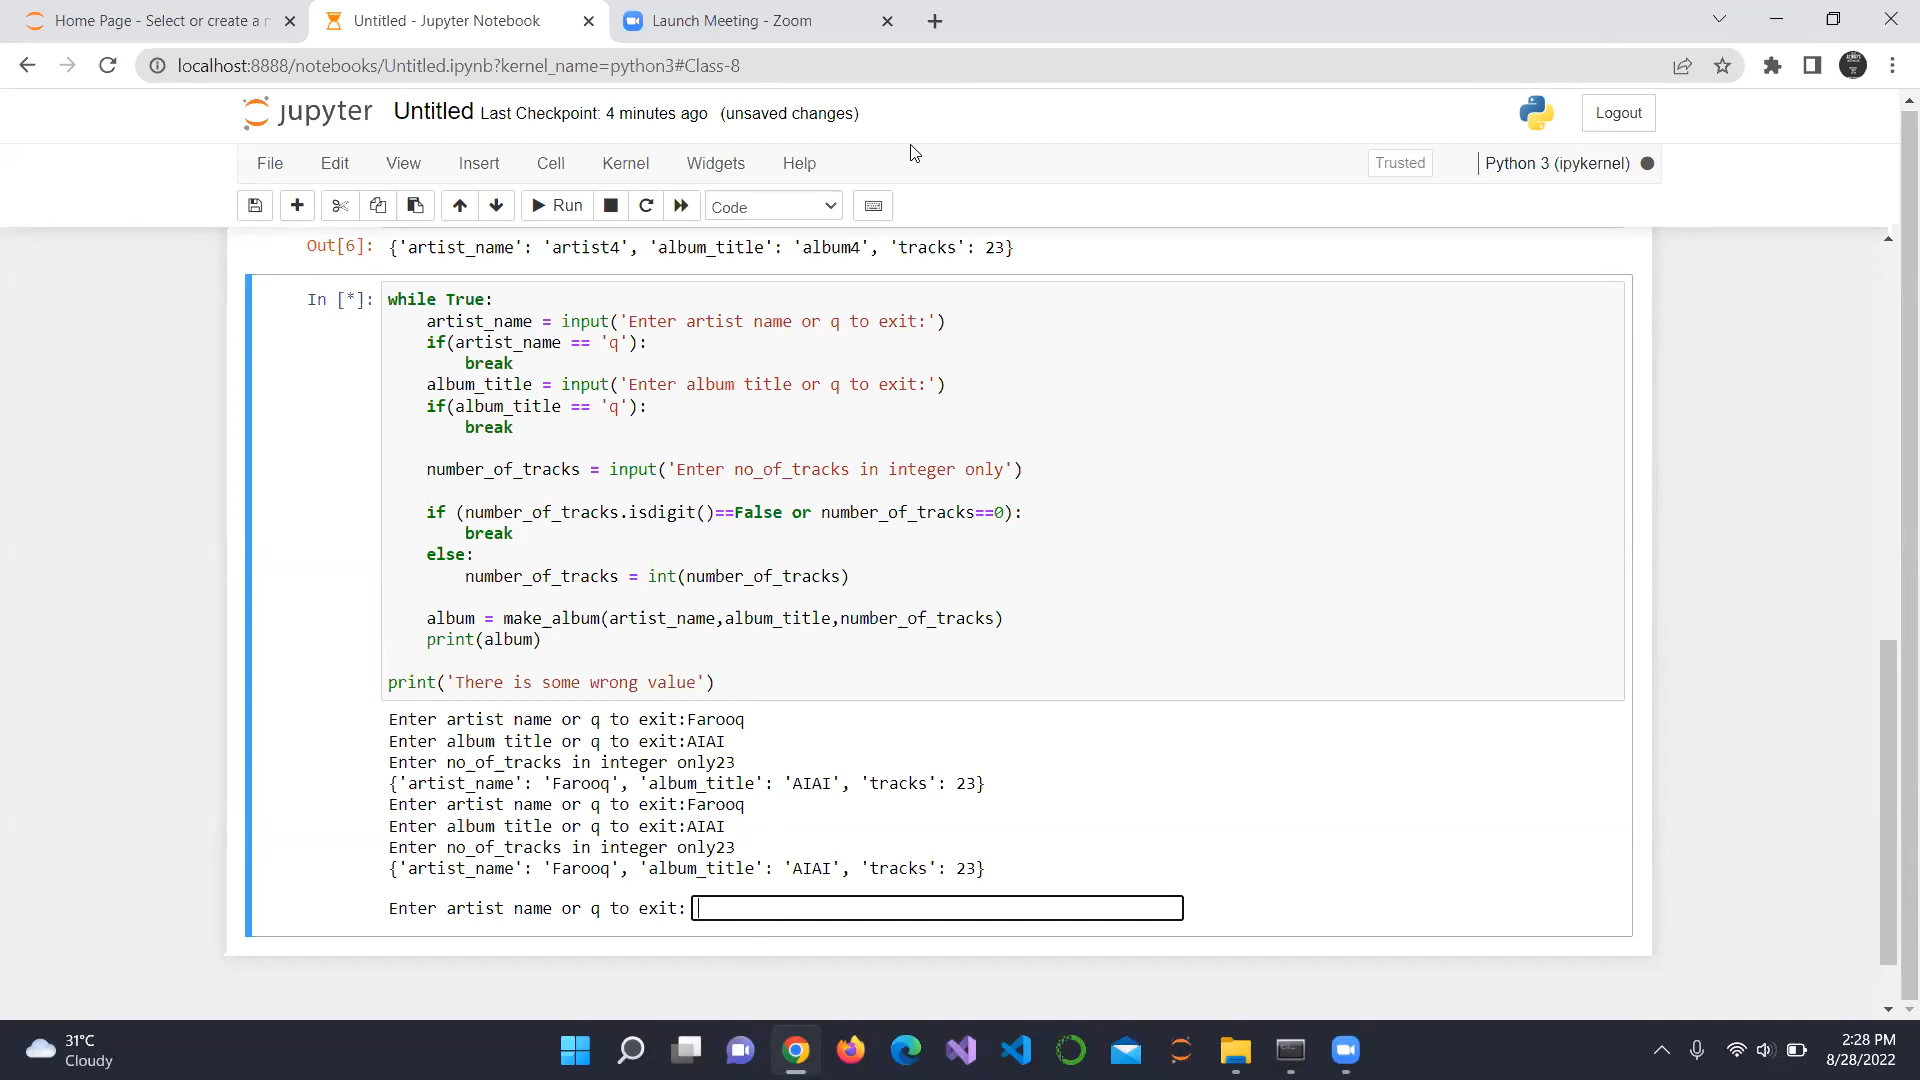 Home Page - Select or create a n
Untitled - Jupyter Notebook
Launch Meeting - Zoom
localhost:8888/notebooks/Untitled.ipynb?kernel_name=python3#Class-8
jupyter Untitled Last Checkpoint: 4 minutes ago (unsaved changes)
Logout
File Edit View Insert Cell Kernel Widgets Help
Trusted
Python 3 (ipykernel)
Run
Code
Out[6]: {'artist_name': 'artist4', 'album_title': 'album4', 'tracks': 23}
In [*]: while True:
artist_name = input('Enter artist name or q to exit:')
if(artist_name == 'q'):
break
album_title = input('Enter album title or q to exit:')
if(album_title == 'q'):
break
number_of_tracks = input('Enter no_of_tracks in integer only')
if (number_of_tracks.isdigit()==False or number_of_tracks==0):
break
else:
number_of_tracks = int(number_of_tracks)
album = make_album(artist_name,album_title,number_of_tracks)
print(album)
print('There is some wrong value')
Enter artist name or q to exit:Farooq
Enter album title or q to exit:AIAI
Enter no_of_tracks in integer only23
{'artist_name': 'Farooq', 'album_title': 'AIAI', 'tracks': 23}
Enter artist name or q to exit:Farooq
Enter album title or q to exit:AIAI
Enter no_of_tracks in integer only23
{'artist_name': 'Farooq', 'album_title': 'AIAI', 'tracks': 23}
Enter artist name or q to exit:
31°C
Cloudy
2:28 PM
8/28/2022